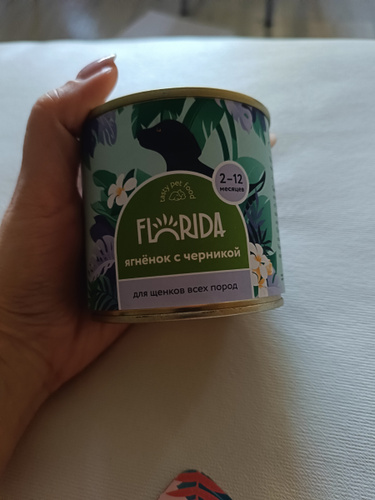 tasty pet food
2-12
месяцев
FLORIDA
ягнёнок с черникой
для щенков всех пород